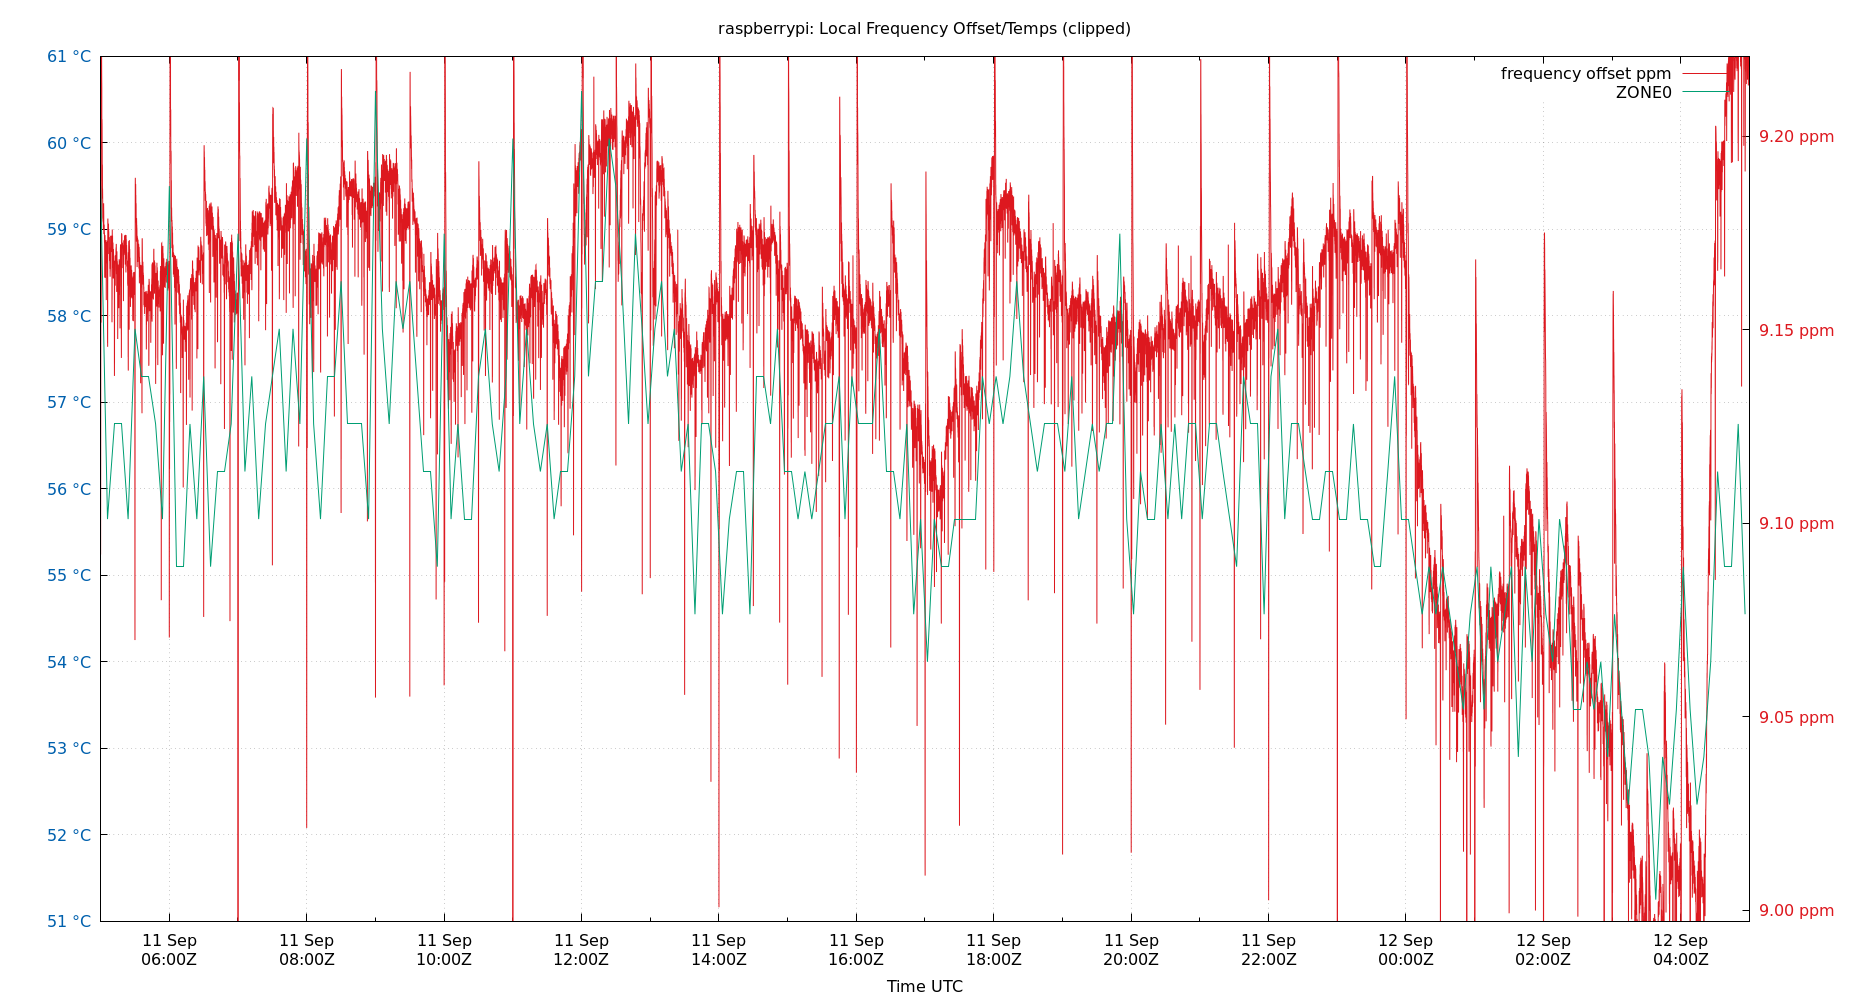 raspberrypi: Local Frequency Offset/Temps (clipped)
61 °C
60 °C
59 °C
58 °C
57 °C
56 °C
55 °C
54 °C
53 °C
52 °C
51 °C
frequency offset ppm
ZONE0
9.20 ppm
9.15 ppm
9.10 ppm
9.05 ppm
9.00 ppm
11 Sep 11 Sep 11 Sep 11 Sep 11 Sep 11 Sep 11 Sep 11 Sep 11 Sep 12 Sep 12 Sep 12 Sep
06:00Z 08:00Z 10:00Z 12:00Z 14:00Z 16:00Z 18:00Z 20:00Z 22:00Z 00:00Z 02:00Z 04:00Z
Time UTC